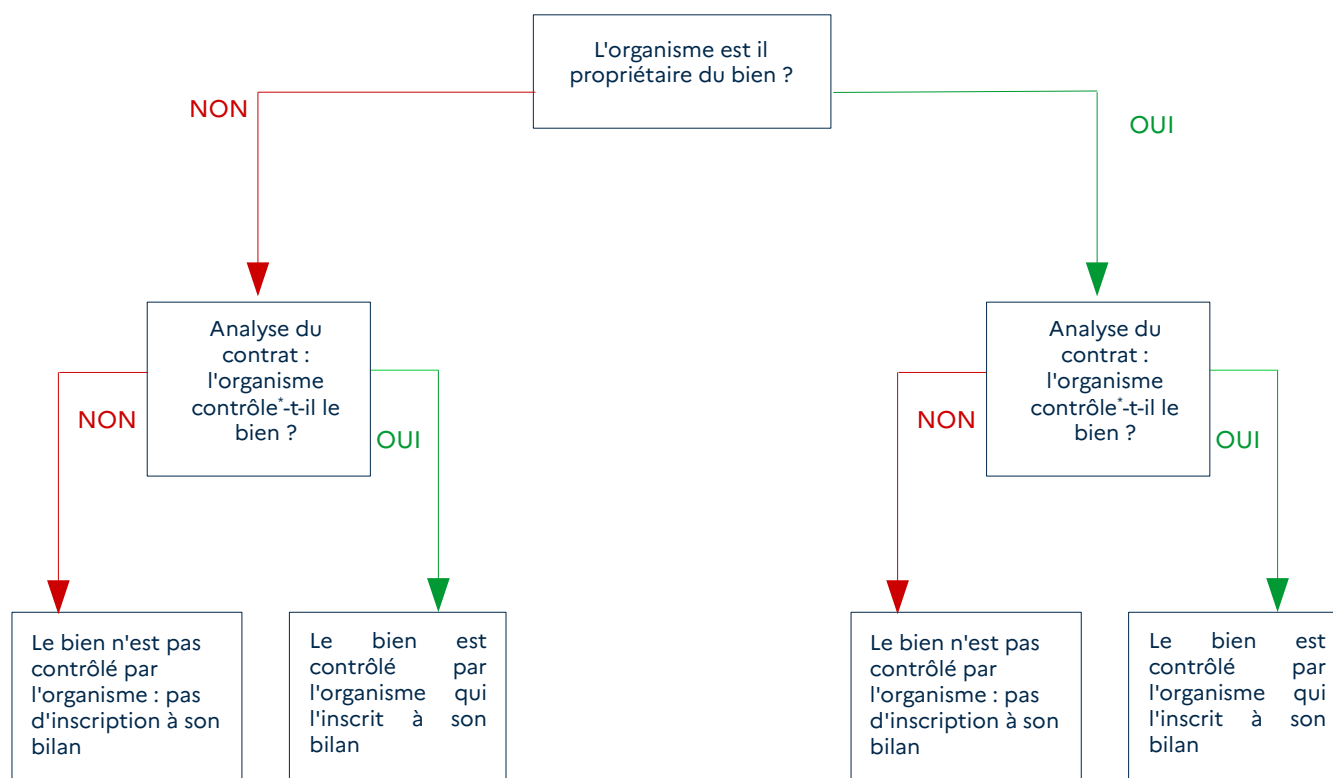 L'organisme est il
propriétaire du bien ?
NON
OUI
Analyse du
contrat :
l'organisme
contrôle*-t-il le
bien ?
NON
OUI
Analyse du
contrat :
l'organisme
contrôle*-t-il le
bien ?
NON
OUI
Le bien n'est pas
contrôlé par
l'organisme : pas
d'inscription à son
bilan
Le bien est
contrôlé par
l'organisme qui
l'inscrit à son
bilan
Le bien n'est pas
contrôlé par
l'organisme : pas
d'inscription à son
bilan
Le bien est
contrôlé par
l'organisme qui
l'inscrit à son
bilan